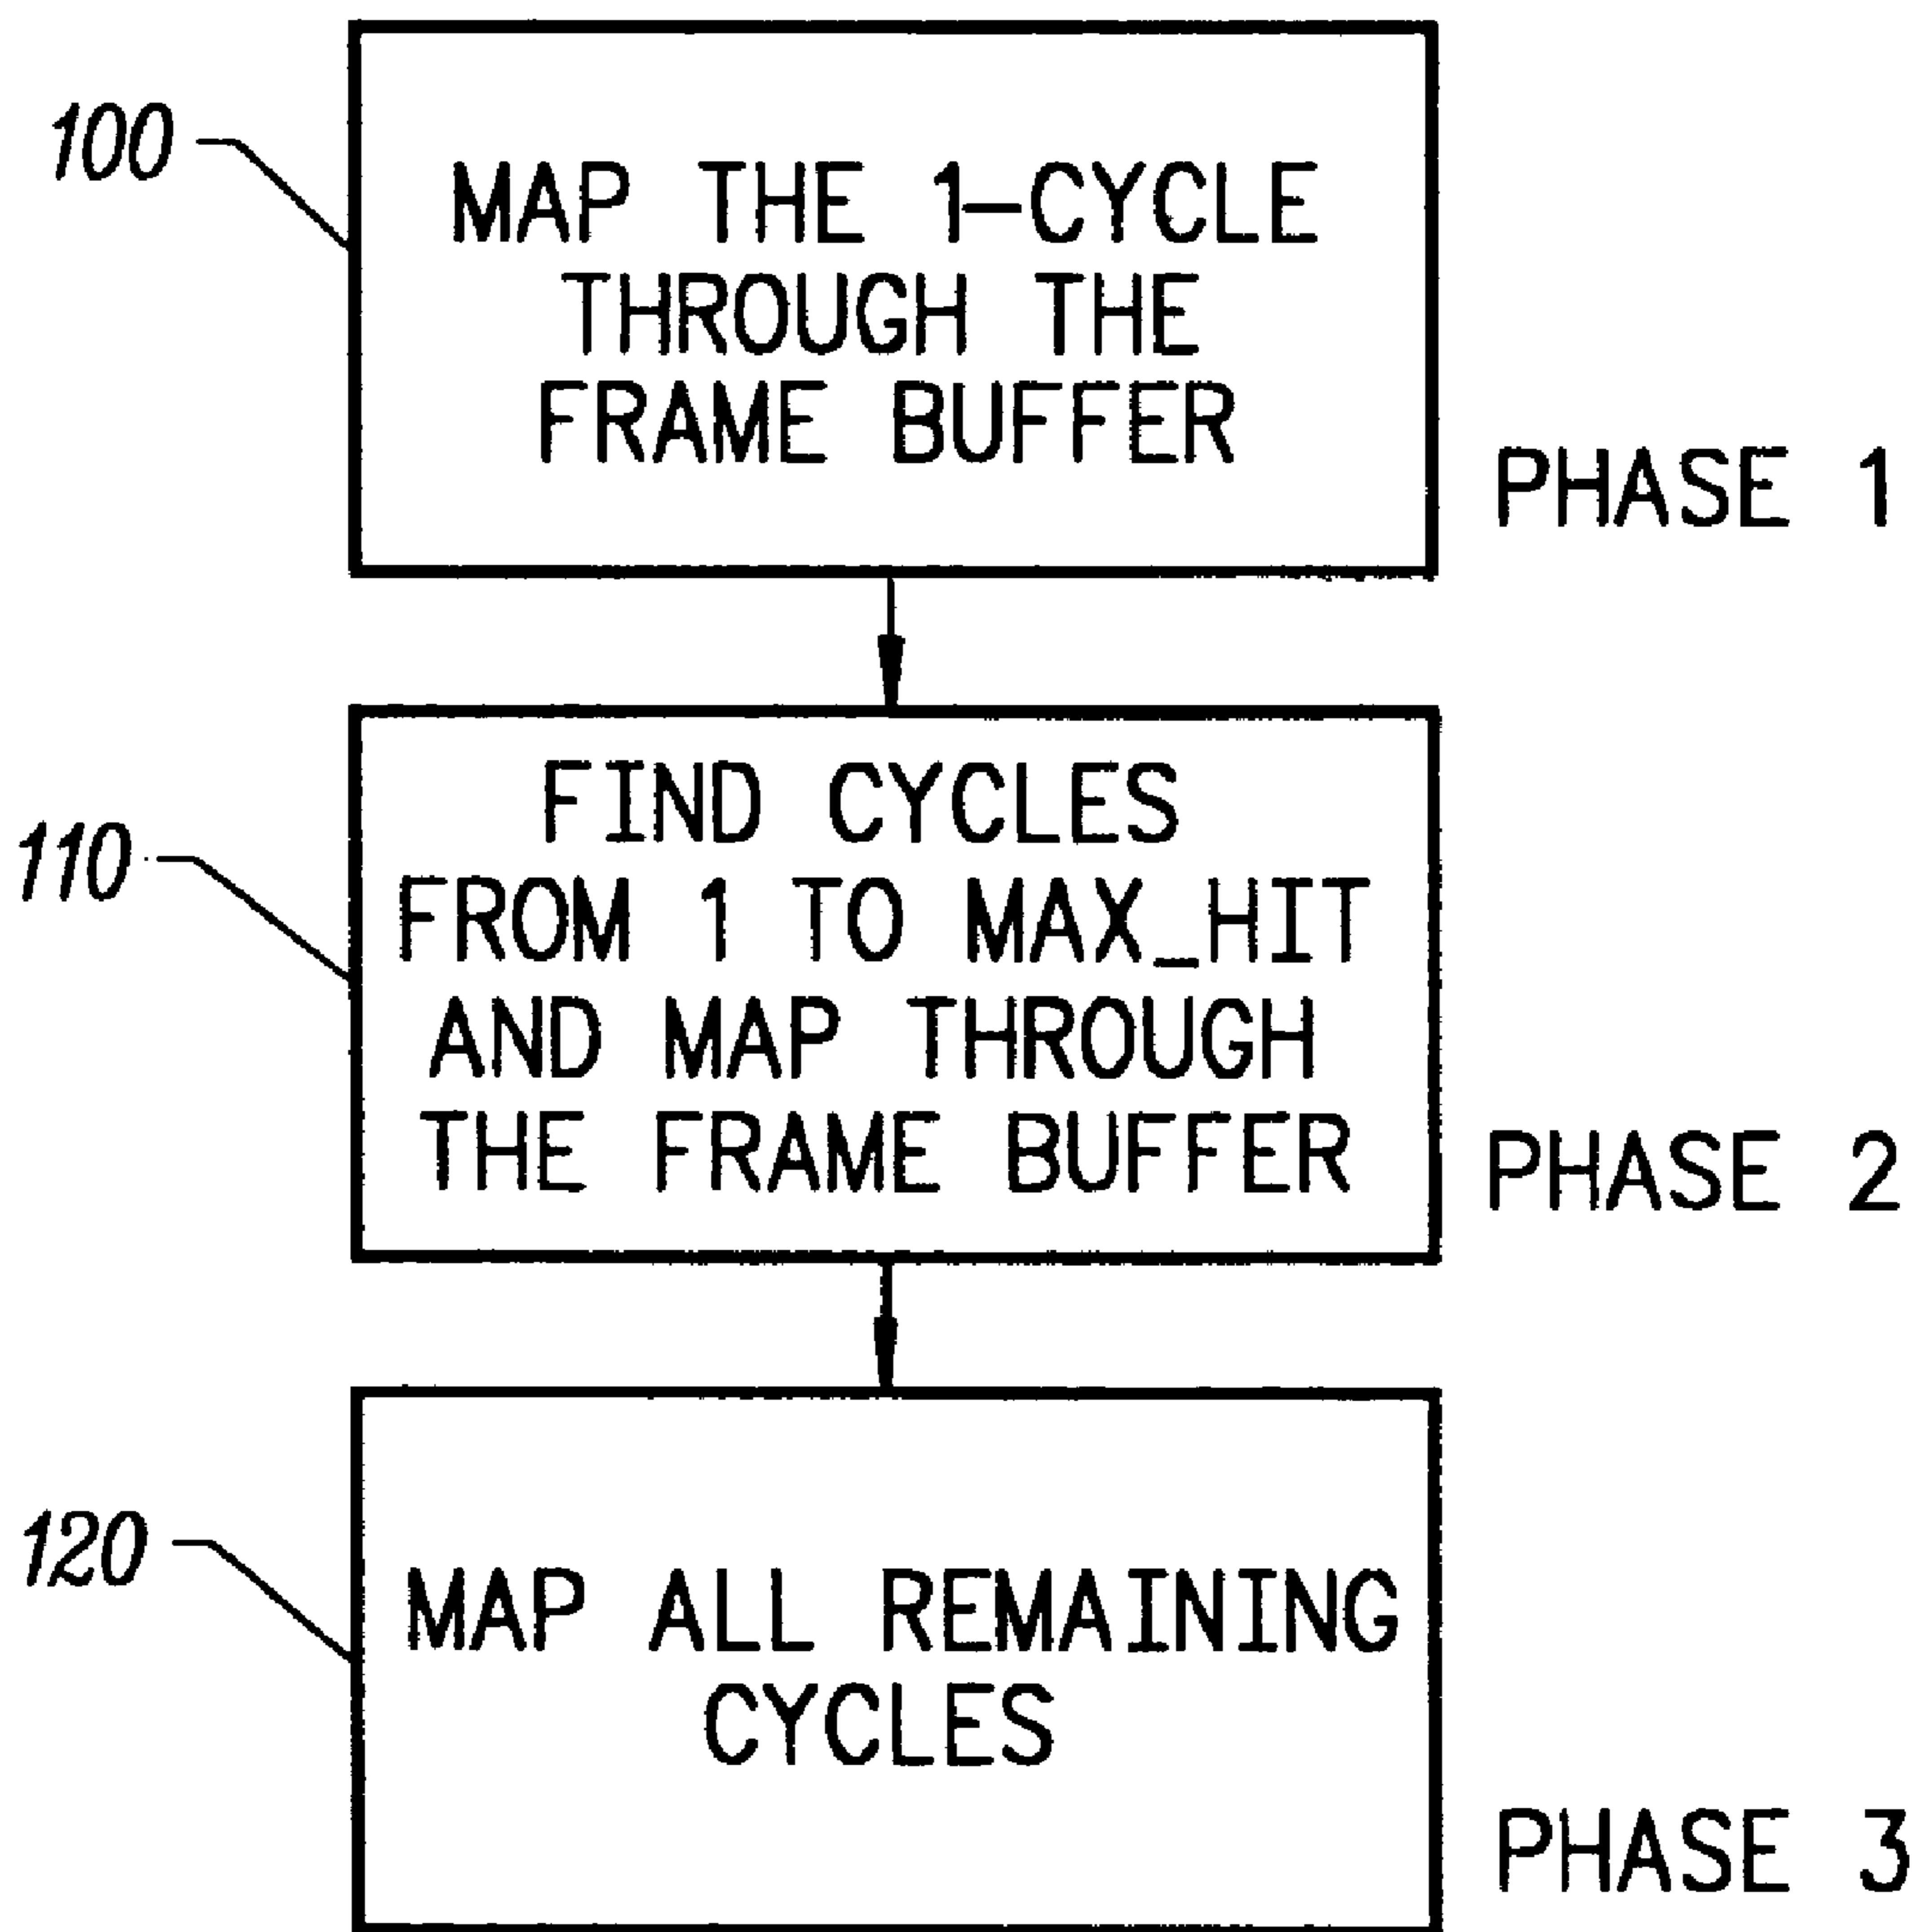 100
MAP THE 1-CYCLE
THROUGH THE
FRAME BUFFER
PHASE 1
110
FIND CYCLES
FROM 1 TO MAX_HIT
AND MAP THROUGH
THE FRAME BUFFER
PHASE 2
120
MAP ALL REMAINING
CYCLES
PHASE 3